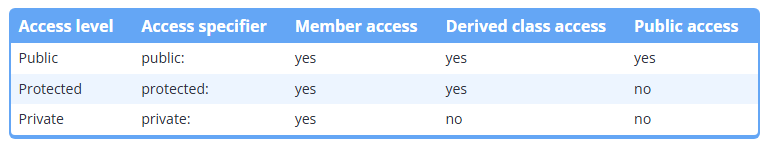 Access level Access specifier Member access Derived class access Public access
Public public: yes yes yes
Protected protected: yes yes no
Private private: yes no no